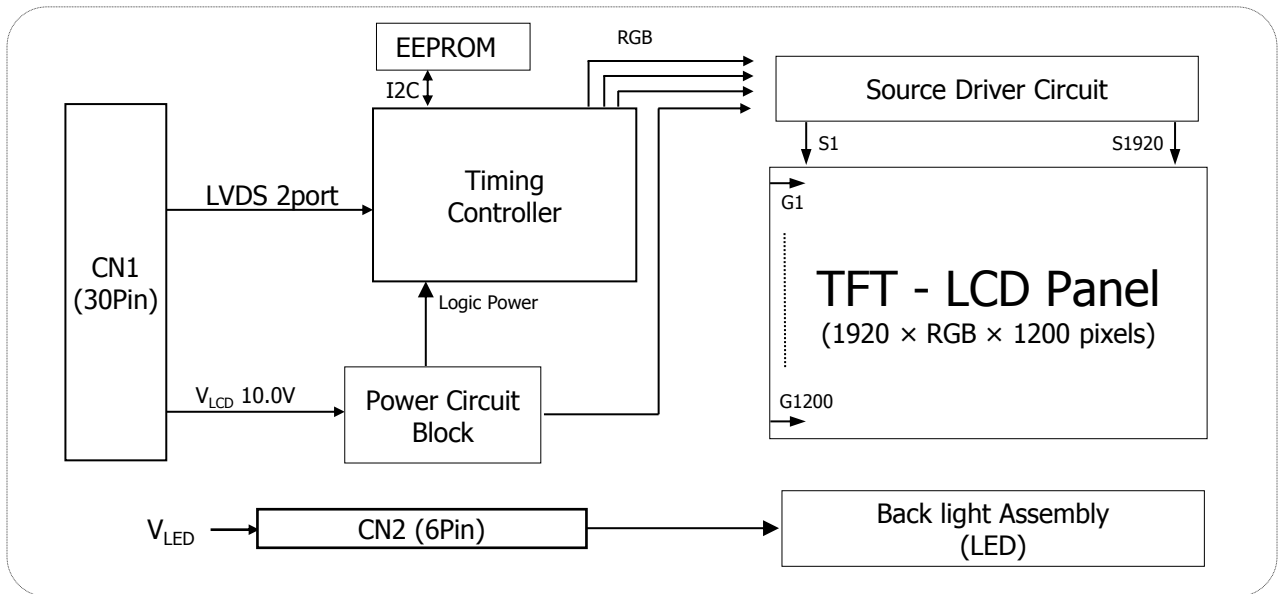 EEPROM
RGB
I2C
Source Driver Circuit
S1
S1920
CN1
(30Pin)
LVDS 2port
Timing
Controller
G1
TFT - LCD Panel
(1920 × RGB × 1200 pixels)
Logic Power
VLCD 10.0V
Power Circuit
Block
G1200
VLED
CN2 (6Pin)
Back light Assembly
(LED)